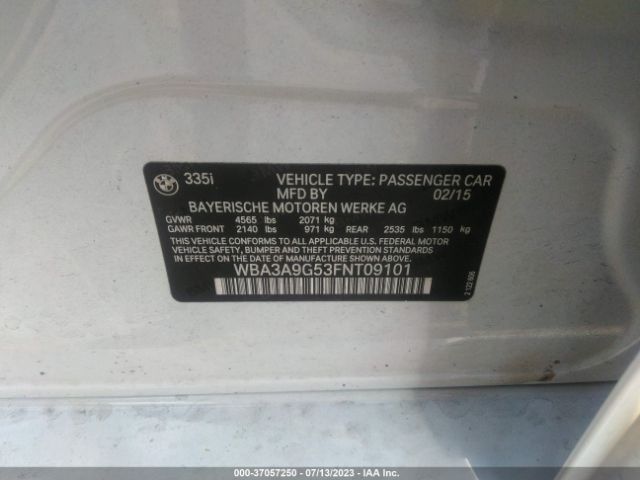 335i VEHICLE TYPE: PASSENGER CAR
MFD BY 02/15
BAYERISCHE MOTOREN WERKE AG
GVWR 4565 lbs 2071 kg
GAWR FRONT 2140 lbs 971 kg REAR 2535 lbs 1150 kg
THIS VEHICLE CONFORMS TO ALL APPLICABLE U.S. FEDERAL MOTOR
VEHICLE SAFETY, BUMPER AND THEFT PREVENTION STANDARDS
IN EFFECT ON THE DATE OF MANUFACTURE SHOWN ABOVE.
WBA3A9G53FNT09101
2 122 606
000-37057250 - 07/13/2023 - IAA Inc.